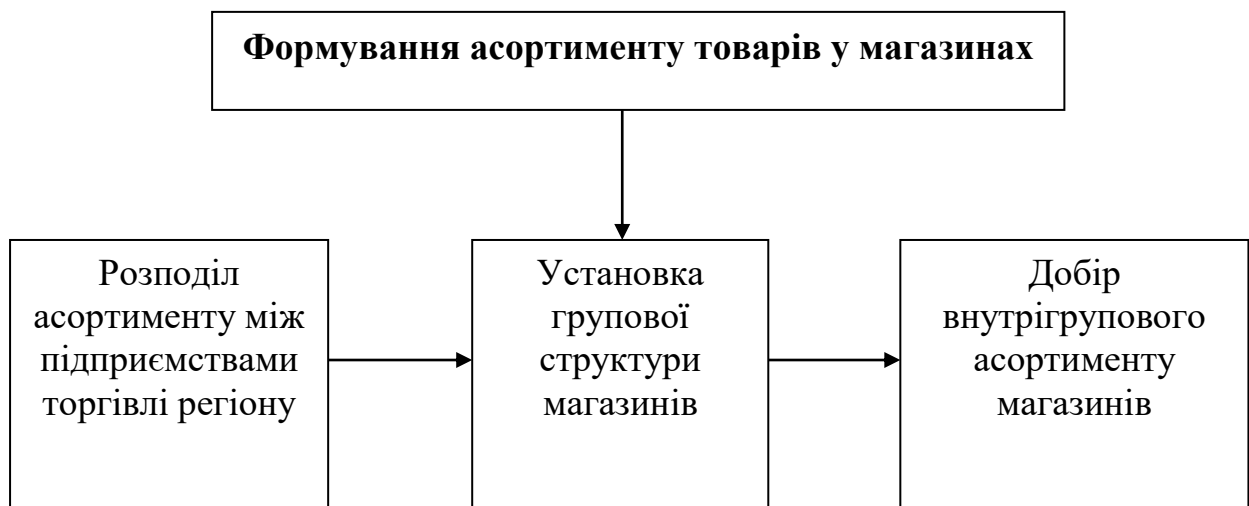 Формування асортименту товарів у магазинах
Розподіл
асортименту між
підприємствами
торгівлі регіону
Установка
групової
структури
магазинів
Добір
внутрігрупового
асортименту
магазинів